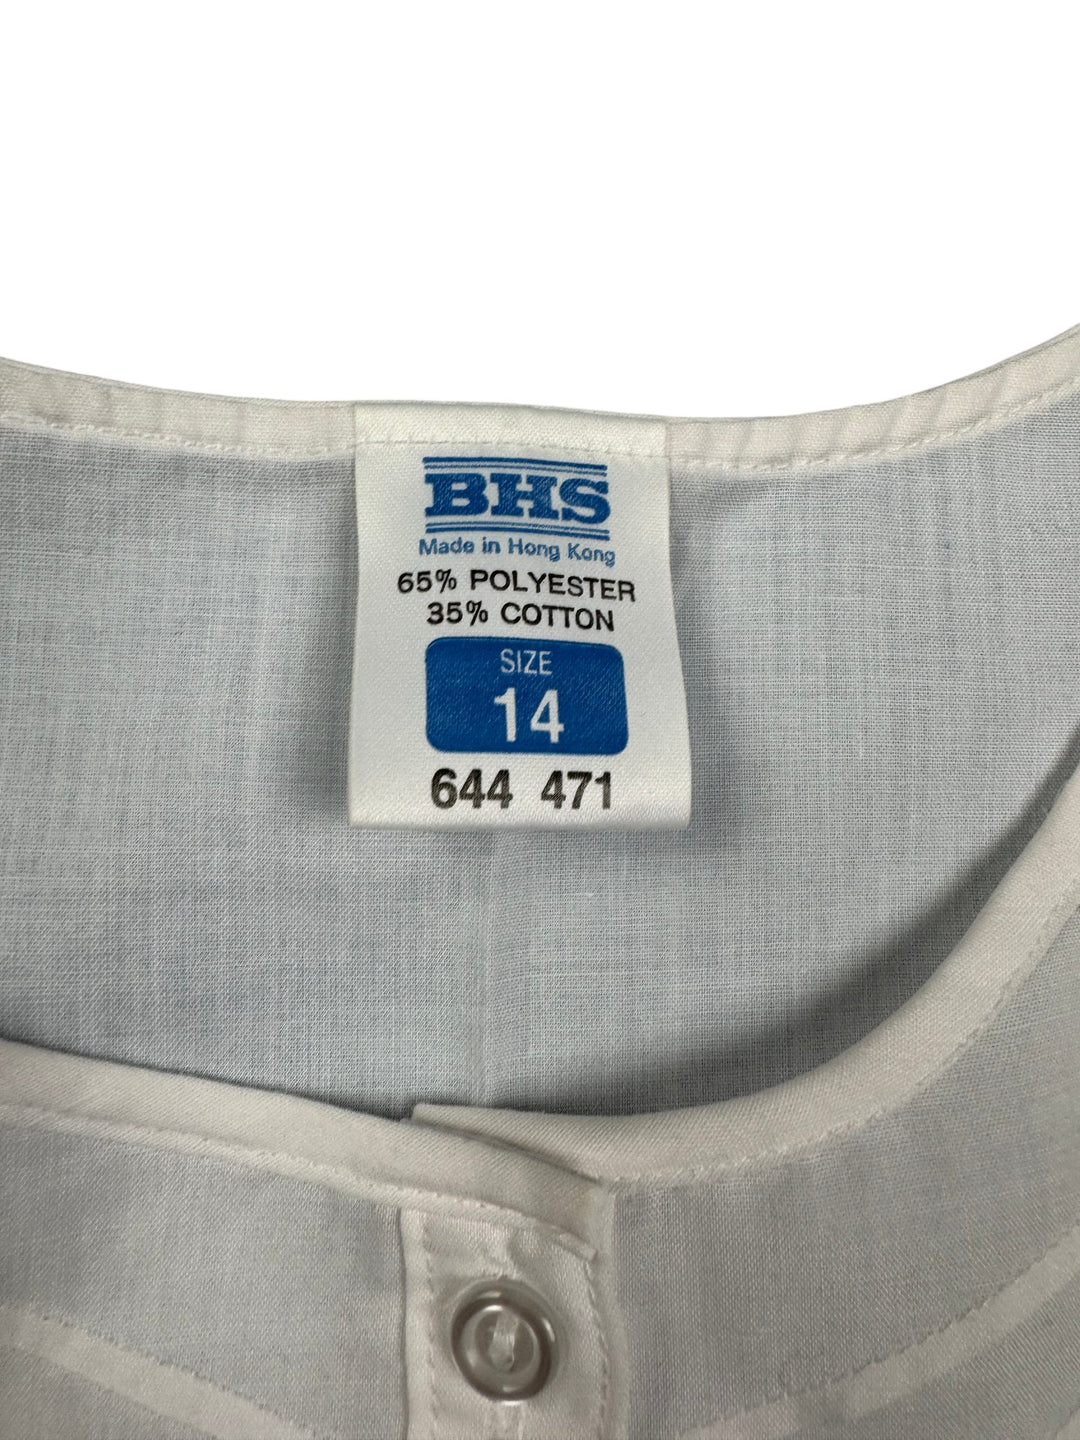 BHS
Made in Hong Kong
65% POLYESTER
35% COTTON
SIZE
14
644 471